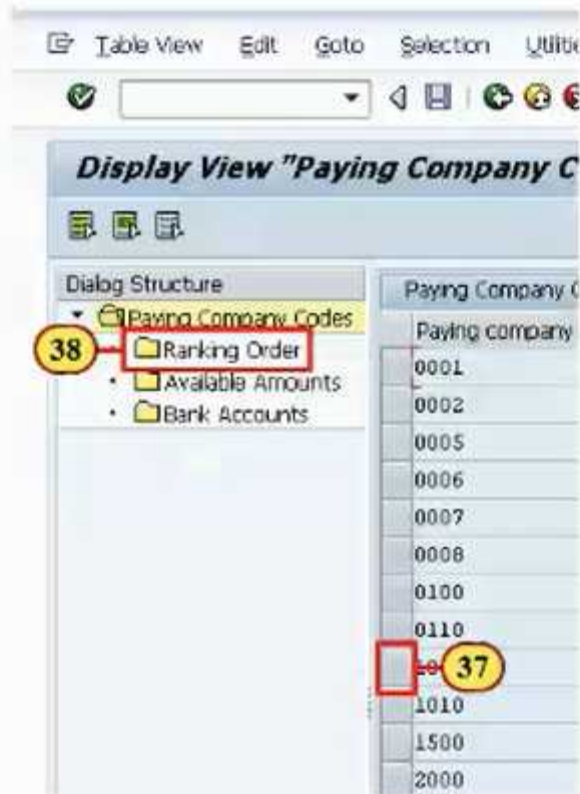 Table View Edit Goto Selection
Display View "Paying Company C
Dialog Structure
Paying Company Codes
Ranking Order
Available Amounts
Bank Accounts
38
Paying Company
Paying company
0001
0002
0005
0006
0007
0008
0100
0110
37
1010
1500
2000